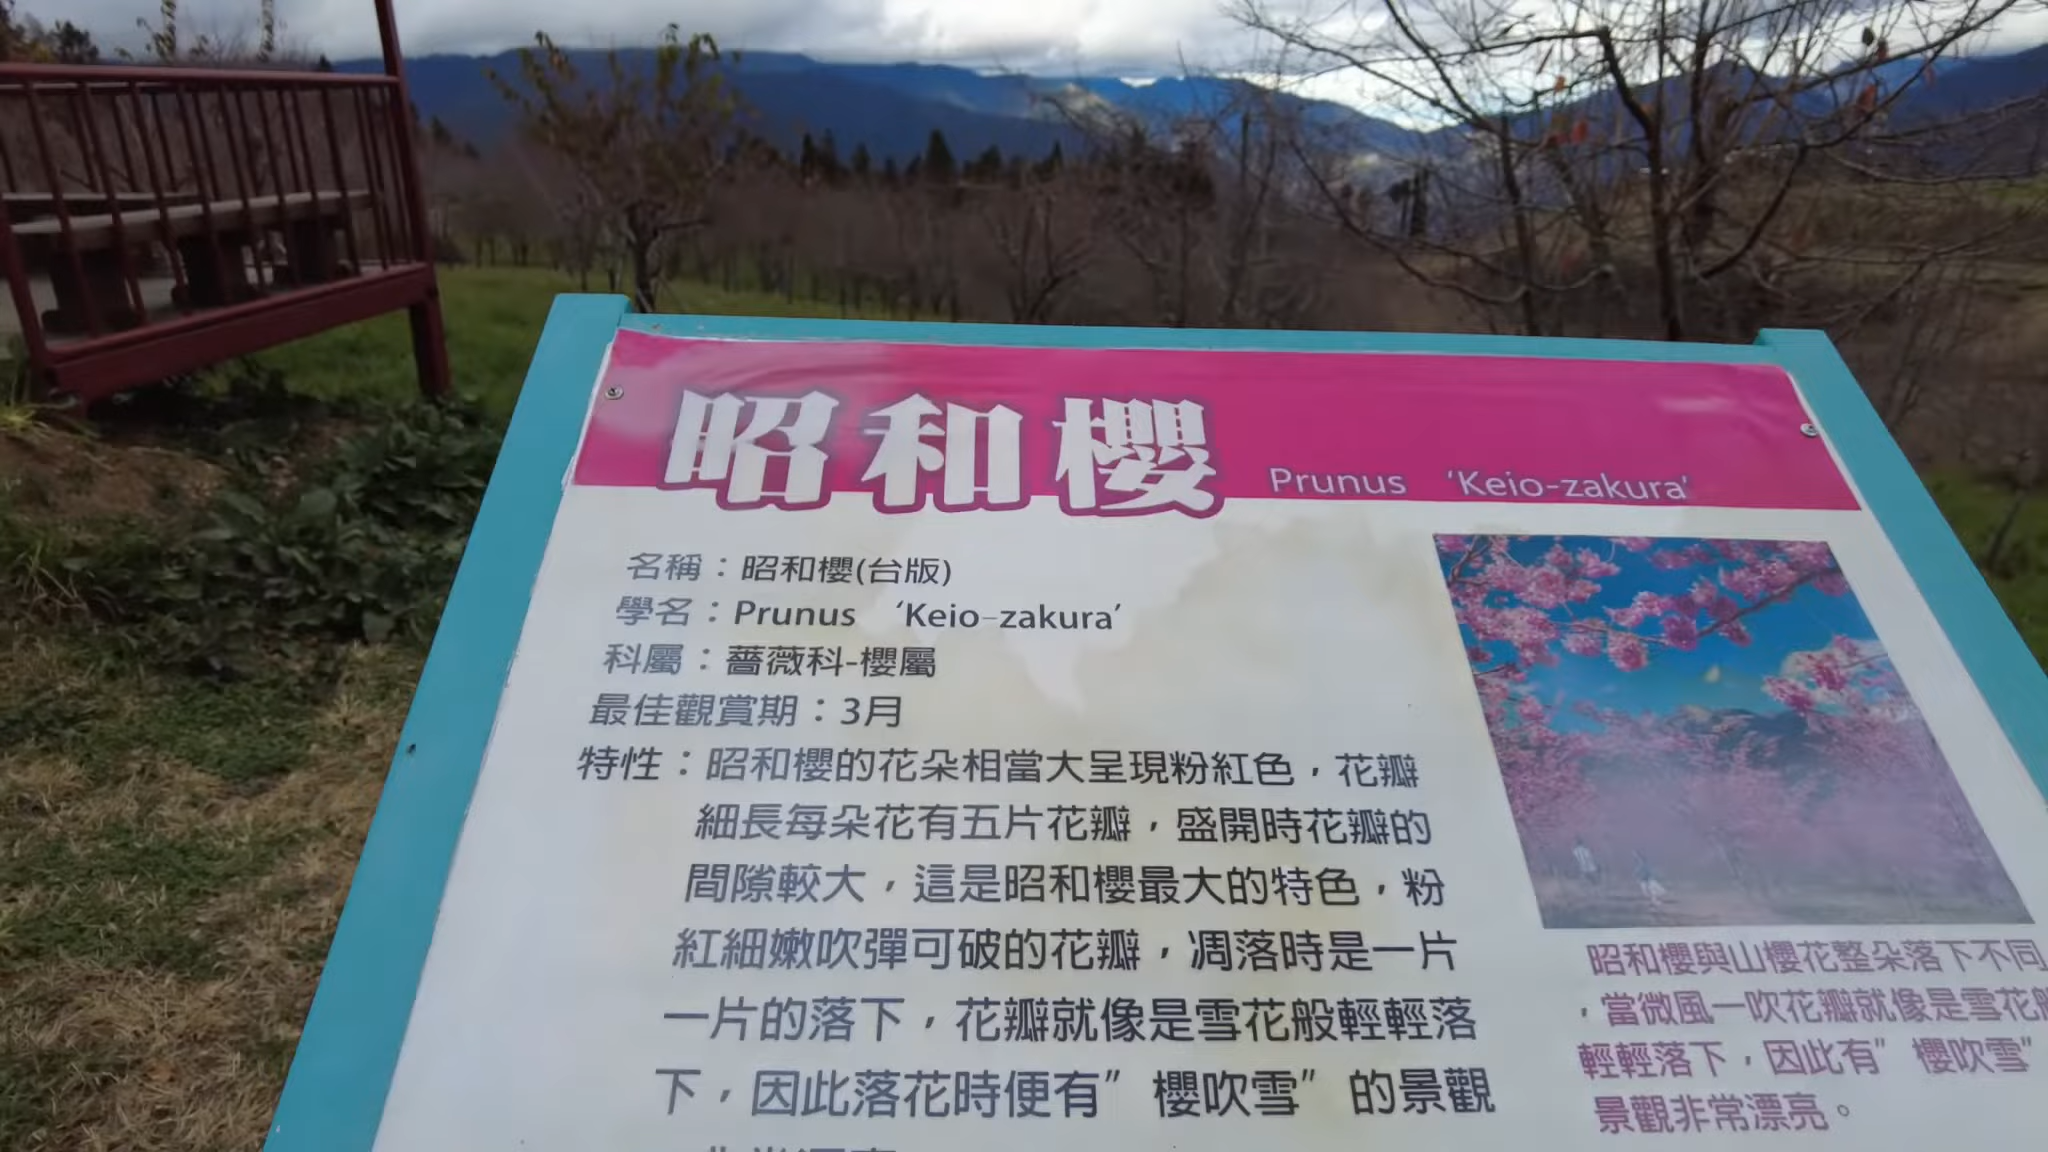 昭和櫻 Prunus 'Keio-zakura'
名稱：昭和櫻(台版)
學名：Prunus 'Keio-zakura'
科屬：薔薇科-櫻屬
最佳觀賞期：3月
特性：昭和櫻的花朵相當大呈現粉紅色，花瓣
細長每朵花有五片花瓣，盛開時花瓣的
間隙較大，這是昭和櫻最大的特色，粉
紅細嫩吹彈可破的花瓣，凋落時是一片
一片的落下，花瓣就像是雪花般輕輕落
下，因此落花時便有”櫻吹雪”的景觀
昭和櫻與山櫻花整朵落下不同
，當微風一吹花瓣就像是雪花般
輕輕落下，因此有”櫻吹雪”
景觀非常漂亮。